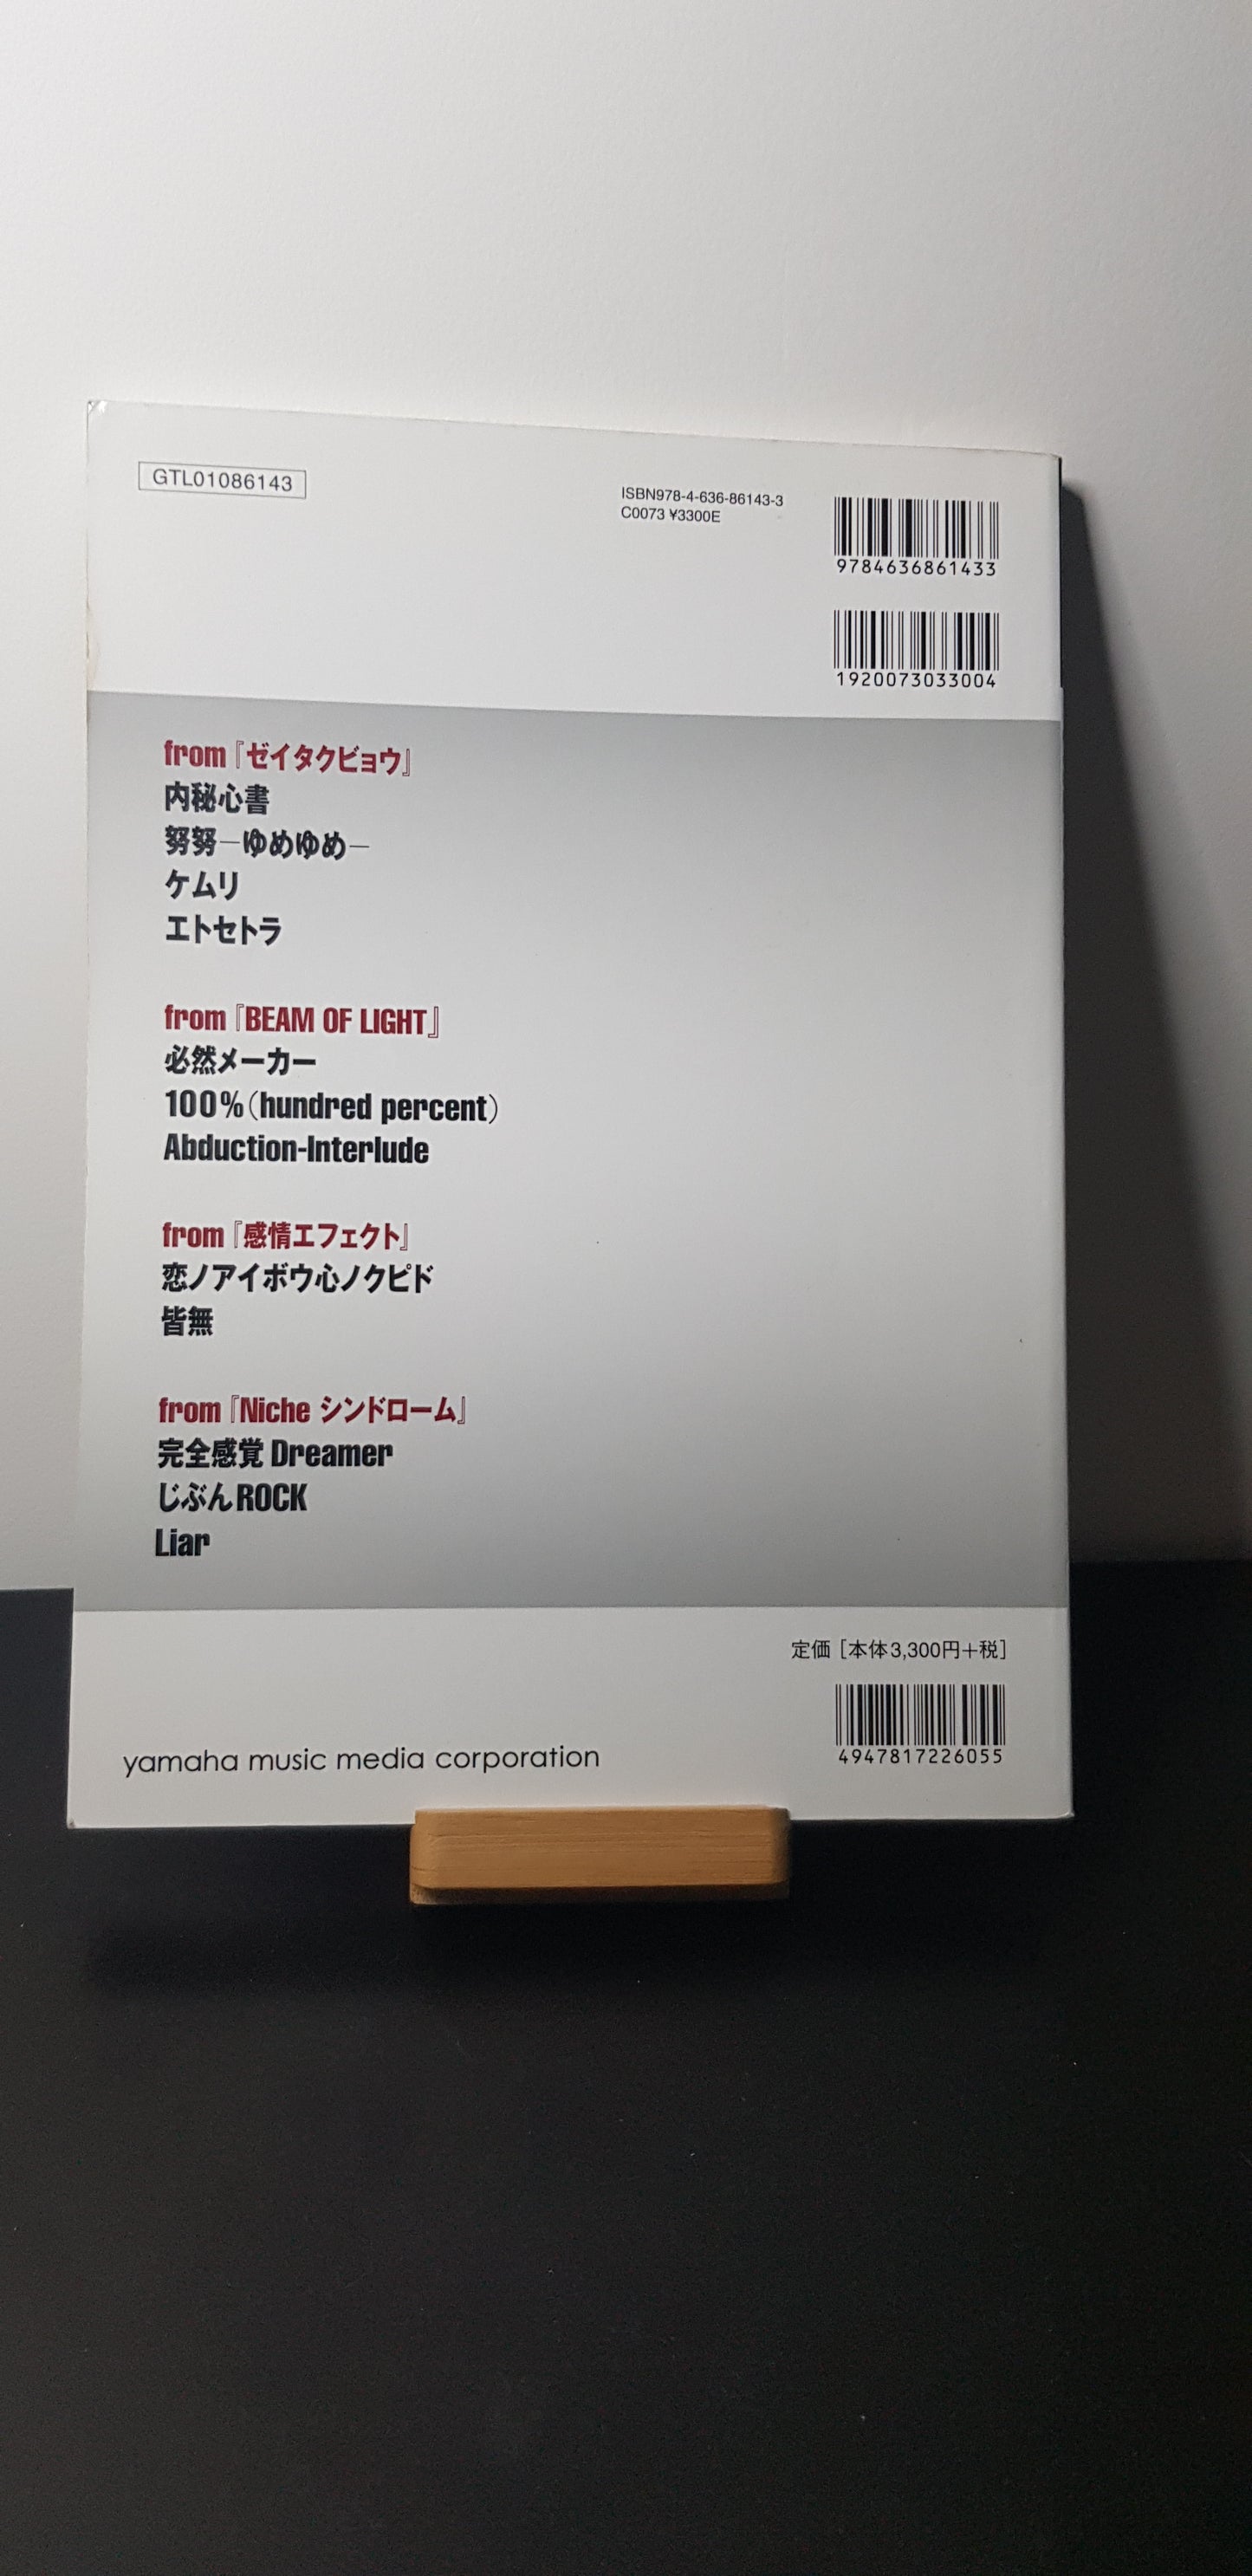 GTL01086143
ISBN978-4-636-86143-3
C0073 ¥3300E
9784636861433
1920073033004
from『ゼイタクビョウ』
内秘心書
努努－ゆめゆめ－
ケムリ
エトセトラ
from『BEAM OF LIGHT』
必然メーカー
100%（hundred percent）
Abduction-Interlude
from『感情エフェクト』
恋ノアイボウ心ノクピド
皆無
from『Niche シンドローム』
完全感覚 Dreamer
じぶんROCK
Liar
定価［本体3,300円＋税］
4947817226055
yamaha music media corporation